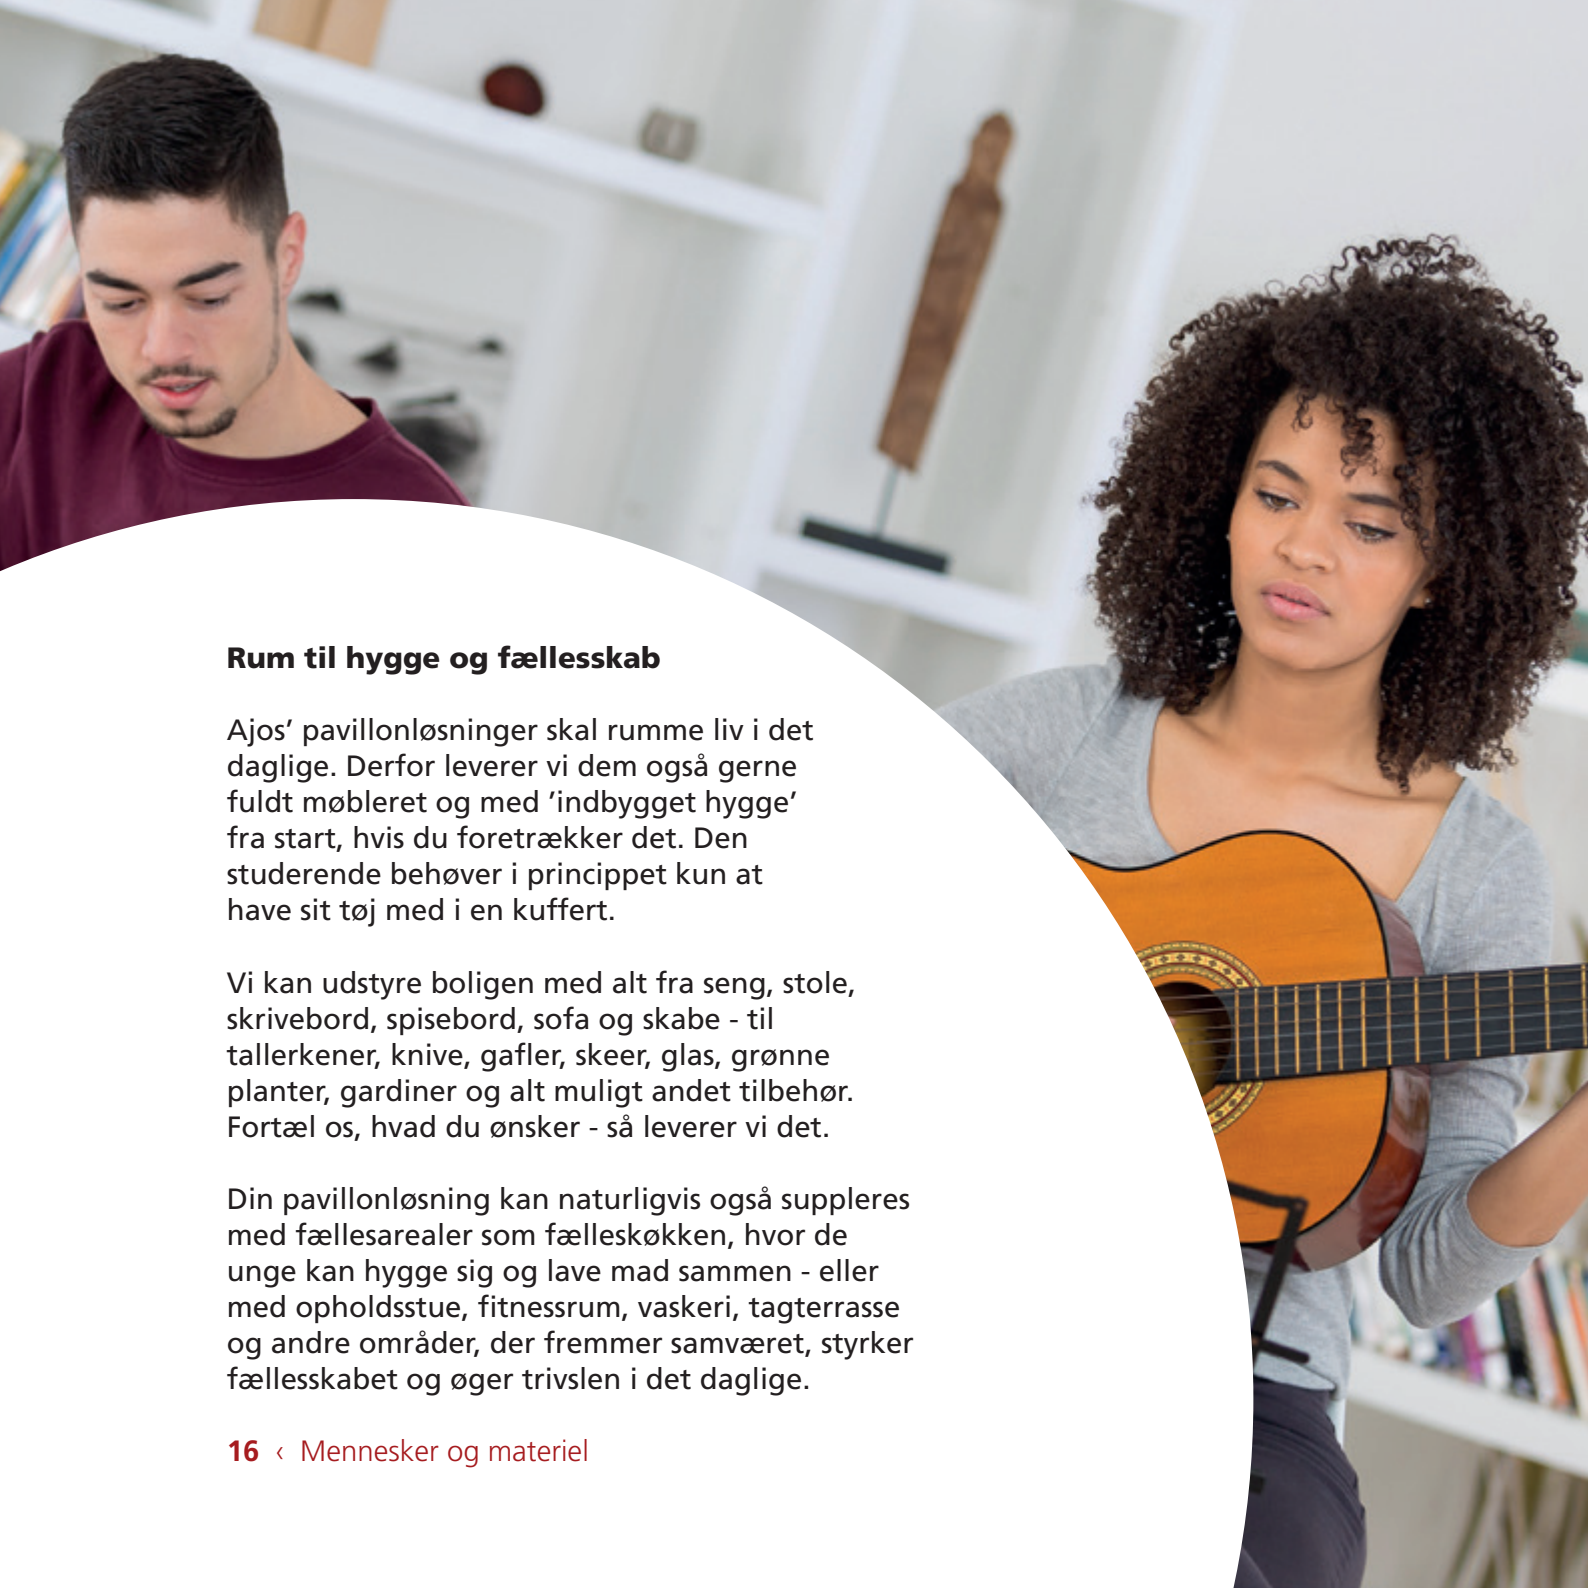 Rum til hygge og fællesskab
Ajos’ pavillonløsninger skal rumme liv i det
daglige. Derfor leverer vi dem også gerne
fuldt møbleret og med ’indbygget hygge’
fra start, hvis du foretrækker det. Den
studerende behøver i princippet kun at
have sit tøj med i en kuffert.
Vi kan udstyre boligen med alt fra seng, stole,
skrivebord, spisebord, sofa og skabe - til
tallerkener, knive, gafler, skeer, glas, grønne
planter, gardiner og alt muligt andet tilbehør.
Fortæl os, hvad du ønsker - så leverer vi det.
Din pavillonløsning kan naturligvis også suppleres
med fællesarealer som fælleskøkken, hvor de
unge kan hygge sig og lave mad sammen - eller
med opholdsstue, fitnessrum, vaskeri, tagterrasse
og andre områder, der fremmer samværet, styrker
fællesskabet og øger trivslen i det daglige.
16 ‹ Mennesker og materiel